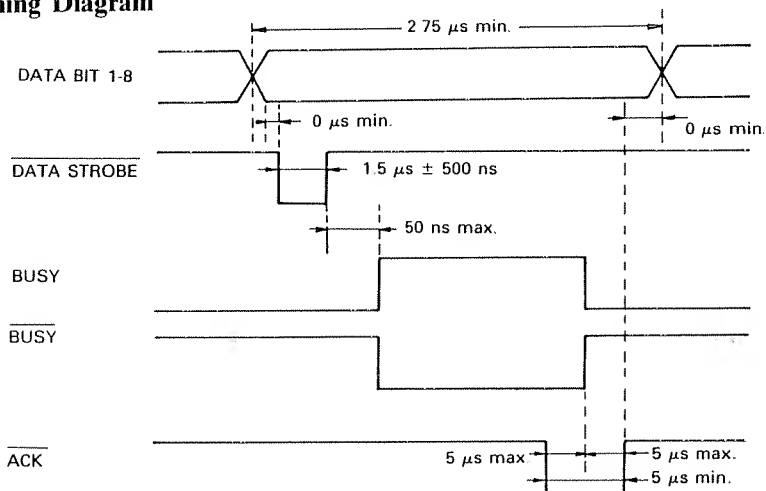 Diagram
2.75 μs min.
DATA BIT 1-8
0 μs min.
0 μs min.
DATA STROBE
1.5 μs ± 500 ns
50 ns max.
BUSY
BUSY
ACK
5 μs max.
5 μs max.
5 μs min.